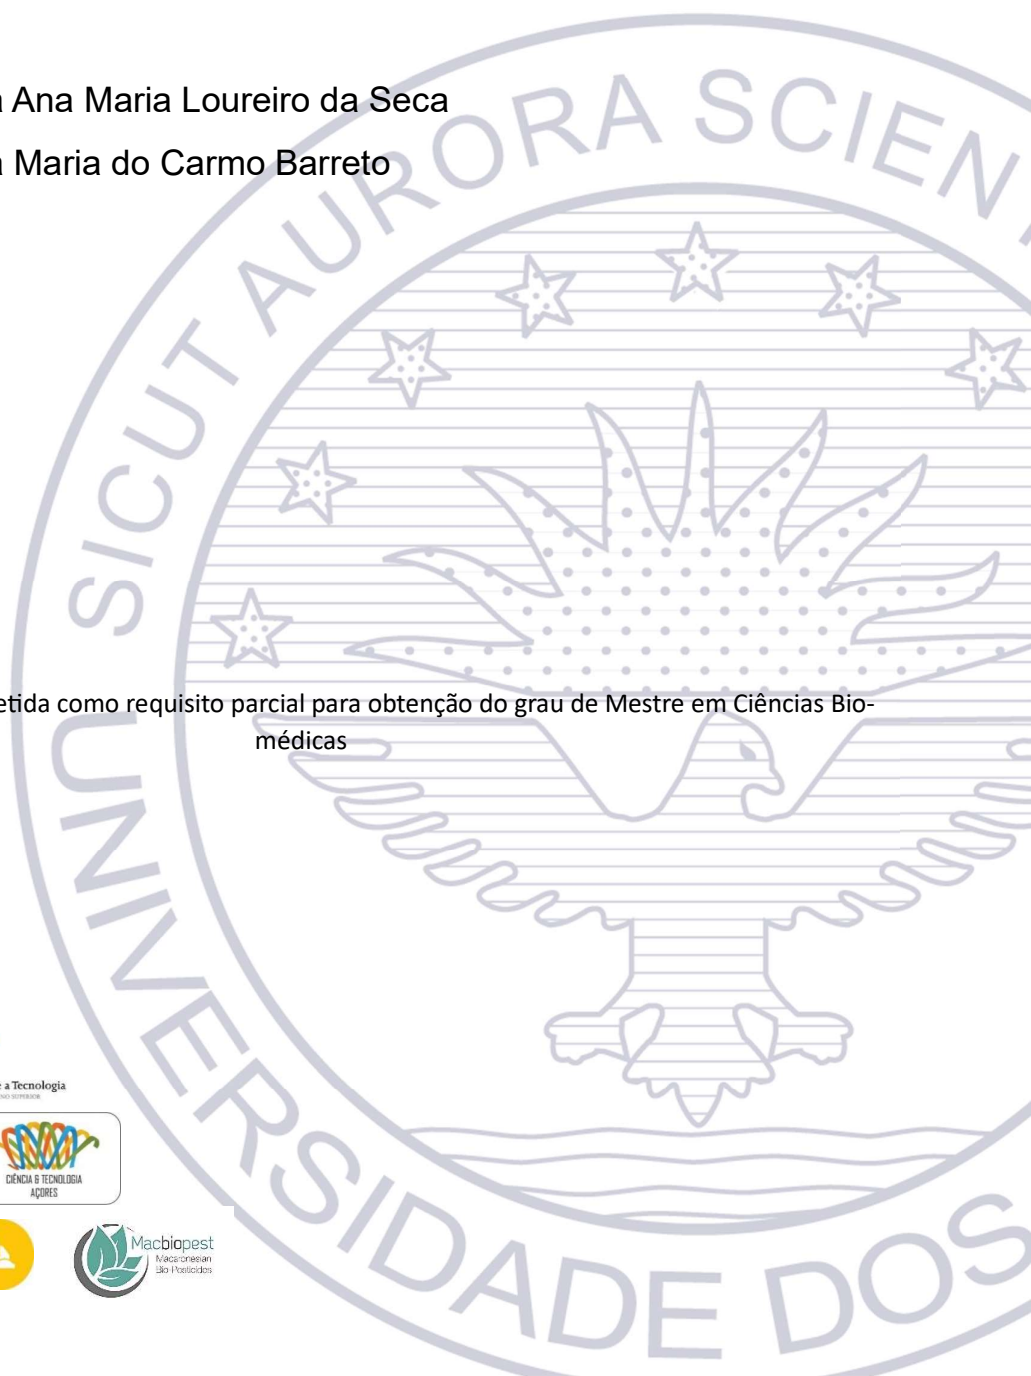 a Ana Maria Loureiro da Seca
a Maria do Carmo Barreto
etida como requisito parcial para obtenção do grau de Mestre em Ciências Bio-
médicas
SICUT AURORA SCIEN
UNIVERSIDADE DOS
e a Tecnologia
CIÊNCIA & TECNOLOGIA
AÇORES
Macbiopest
Macaronesian
Bio-Pesticides